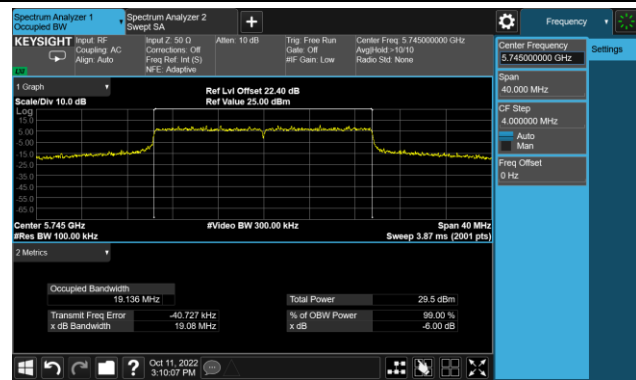 Spectrum Analyzer 1
Occupied BW
Spectrum Analyzer 2
Swept SA
Frequency
KEYSIGHT
Input: RF
Coupling: AC
Align: Auto
Input Z: 50 Ω
Corrections: Off
Freq Ref: Int (S)
NFE: Adaptive
Atten: 10 dB
Trig: Free Run
Gate: Off
#IF Gain: Low
Center Freq: 5.745000000 GHz
Avg|Hold:>10/10
Radio Std: None
Center Frequency
5.745000000 GHz
Settings
Span
40.000 MHz
CF Step
4.000000 MHz
Auto
Man
Freq Offset
0 Hz
1 Graph
Scale/Div 10.0 dB
Ref Lvl Offset 22.40 dB
Ref Value 25.00 dBm
Log
15.0
5.00
-5.00
-15.0
-25.0
-35.0
-45.0
-55.0
-65.0
Center 5.745 GHz
#Video BW 300.00 kHz
Span 40 MHz
#Res BW 100.00 kHz
Sweep 3.87 ms (2001 pts)
2 Metrics
Occupied Bandwidth
19.136 MHz
Total Power 29.5 dBm
Transmit Freq Error -40.727 kHz
% of OBW Power 99.00 %
x dB Bandwidth 19.08 MHz
x dB -6.00 dB
Oct 11, 2022
3:10:07 PM